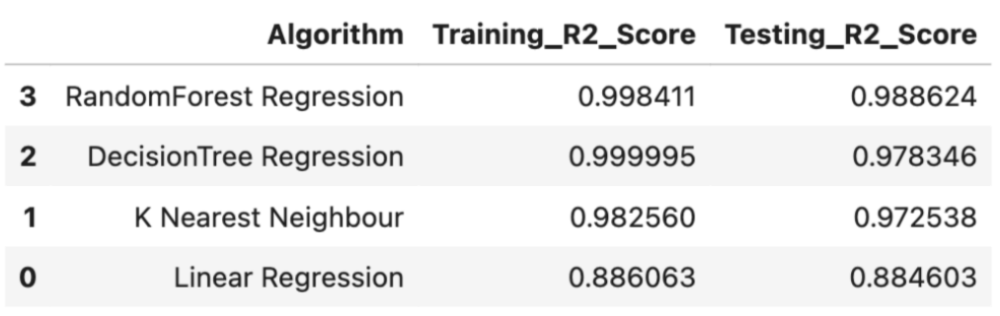 Algorithm Training_R2_Score Testing_R2_Score
3 RandomForest Regression 0.998411 0.988624
2 DecisionTree Regression 0.999995 0.978346
1 K Nearest Neighbour 0.982560 0.972538
0 Linear Regression 0.886063 0.884603